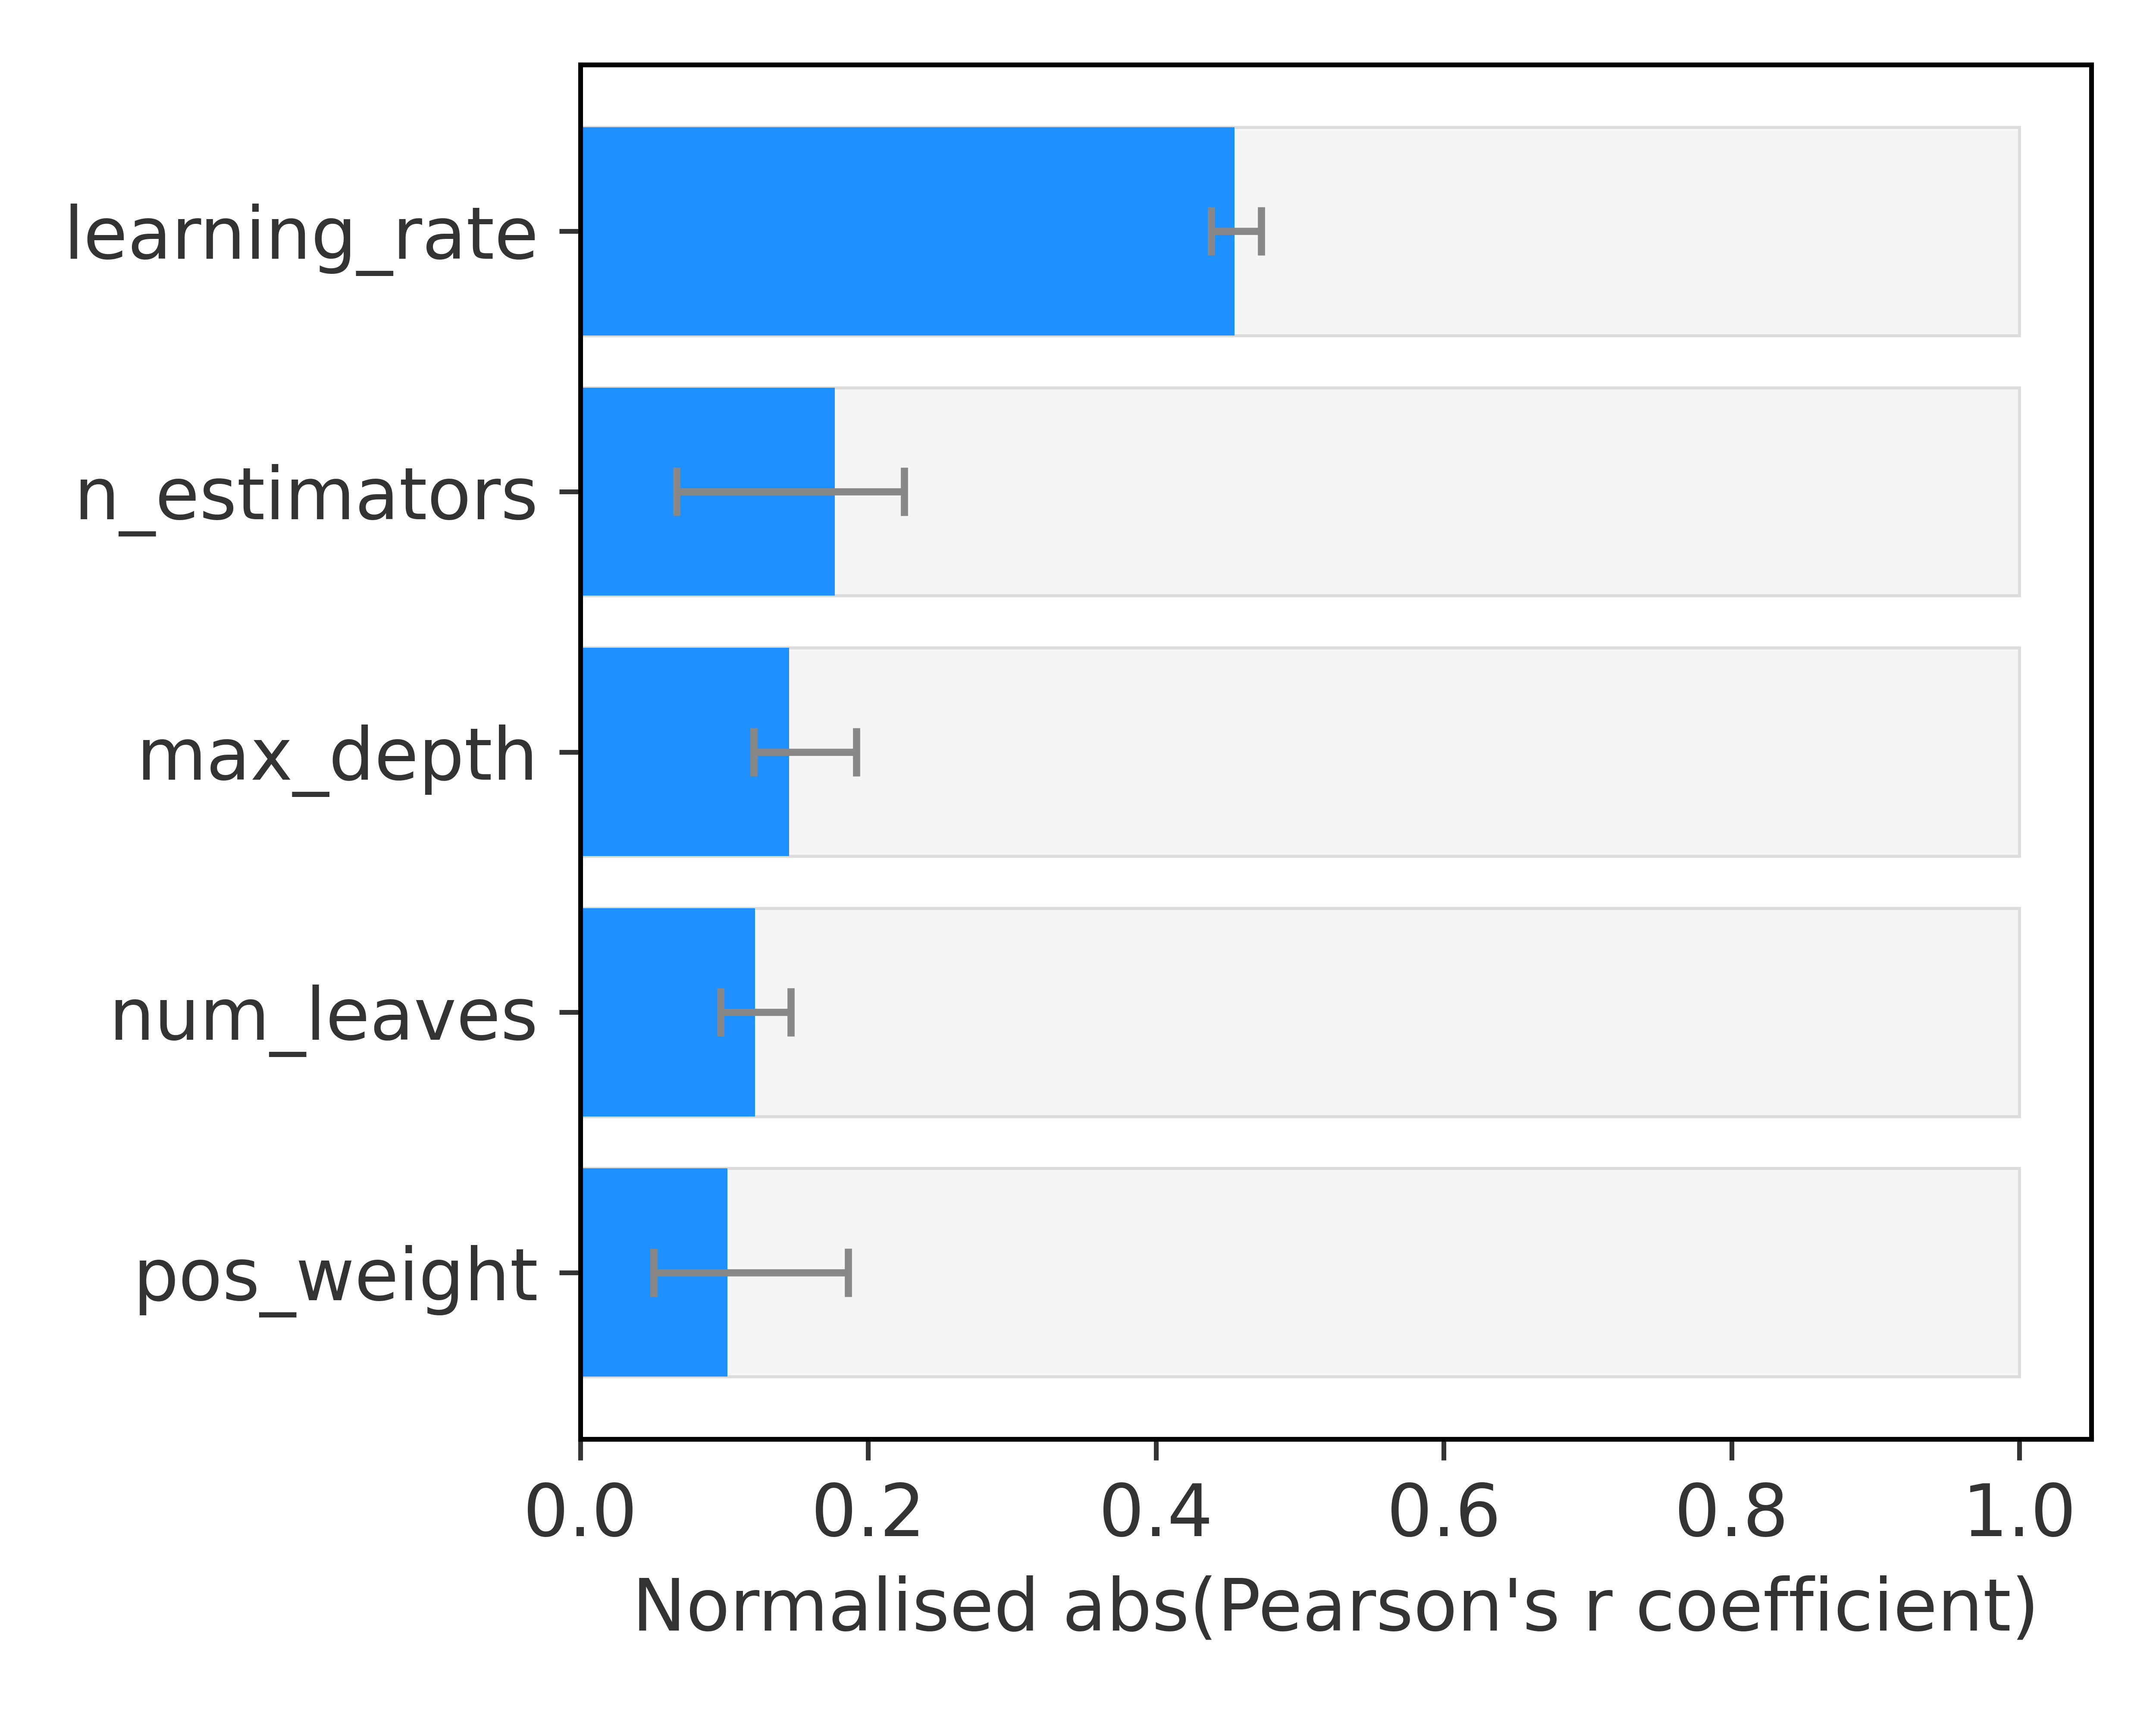 learning_rate
n_estimators
max_depth
num_leaves
pos_weight
0.0 0.2 0.4 0.6 0.8 1.0
Normalised abs(Pearson's r coefficient)